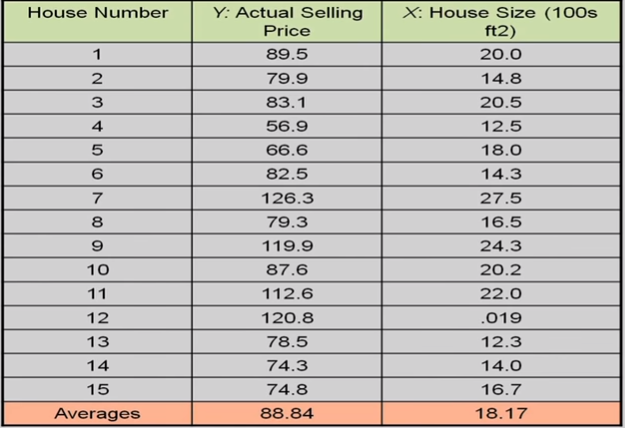 House Number Y: Actual Selling Price X: House Size (100s ft2)
1 89.5 20.0
2 79.9 14.8
3 83.1 20.5
4 56.9 12.5
5 66.6 18.0
6 82.5 14.3
7 126.3 27.5
8 79.3 16.5
9 119.9 24.3
10 87.6 20.2
11 112.6 22.0
12 120.8 .019
13 78.5 12.3
14 74.3 14.0
15 74.8 16.7
Averages 88.84 18.17